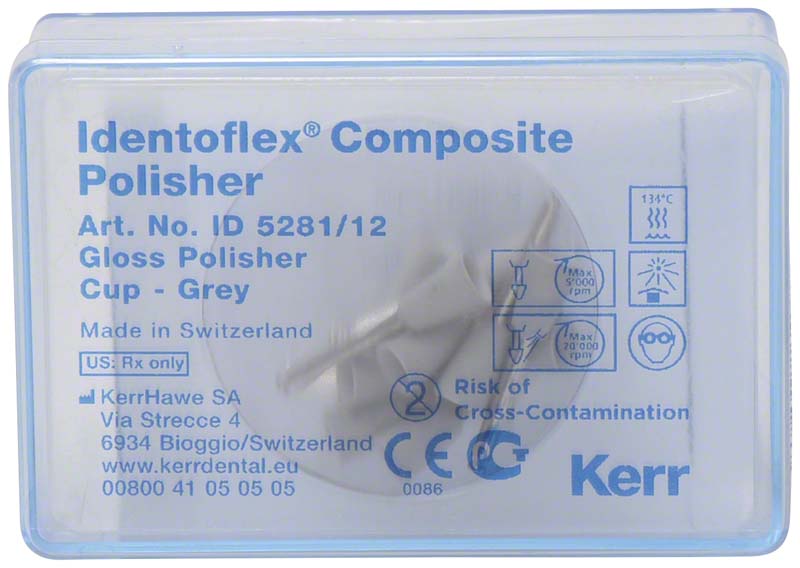 Identoflex® Composite
Polisher
Art. No. ID 5281/12
Gloss Polisher
Cup - Grey
Made in Switzerland
US: Rx only
KerrHawe SA
Via Strecce 4
6934 Bioggio/Switzerland
www.kerrdental.eu
00800 41 05 05 05
134°C
Max
5'000
rpm
Max
20'000
rpm
2
Risk of
Cross-Contamination
CE
0086
Kerr